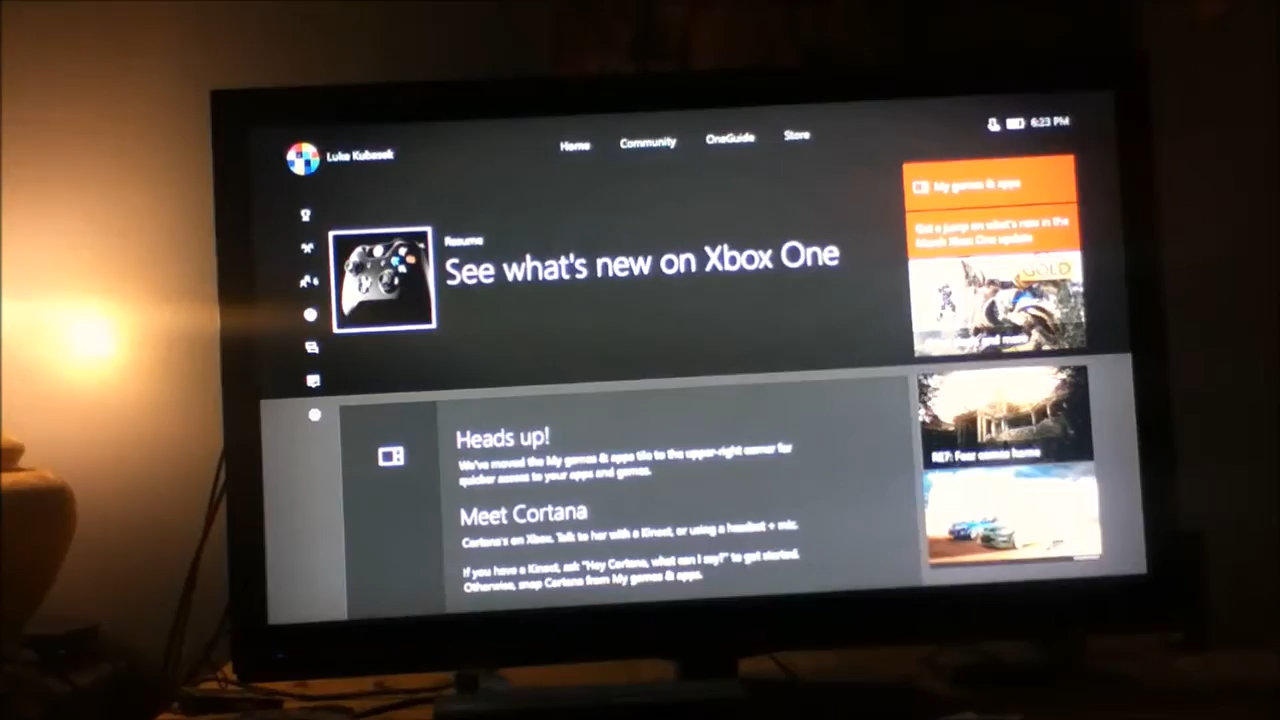 Luke Kubasek
Home
Community
OneGuide
Store
6:23 PM
Resume
See what's new on Xbox One
My games & apps
Get a jump on what's new in the
March Xbox One update
GOLD
and more
6
Heads up!
We've moved the My games & apps tile to the upper-right corner for
quicker access to your apps and games.
RE7: Fear comes home
Meet Cortana
Cortana's on Xbox. Talk to her with a Kinect, or using a headset + mic.
If you have a Kinect, ask "Hey Cortana, what can I say?" to get started.
Otherwise, snap Cortana from My games & apps.